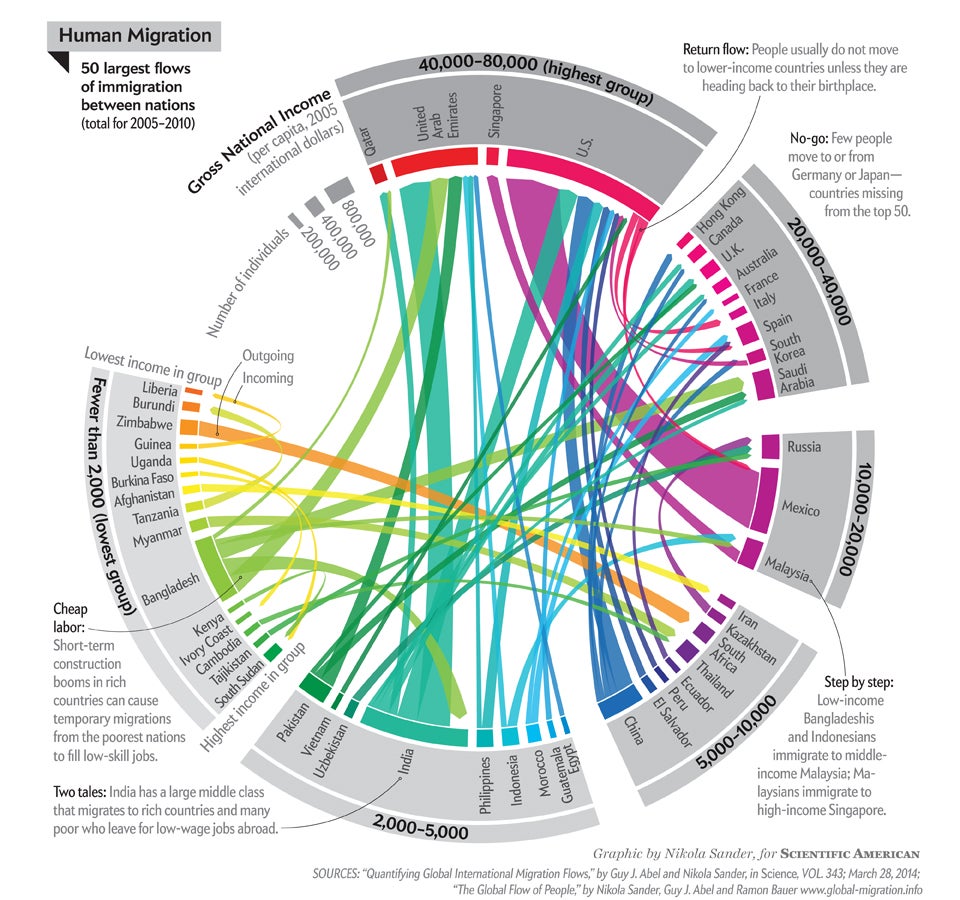 Human Migration
50 largest flows
of immigration
between nations
(total for 2005–2010)
Gross National Income
(per capita, 2005
international dollars)
Number of individuals
200,000
400,000
800,000
40,000–80,000 (highest group)
Qatar
United
Arab
Emirates
Singapore
U.S.
Return flow: People usually do not move
to lower-income countries unless they are
heading back to their birthplace.
No-go: Few people
move to or from
Germany or Japan—
countries missing
from the top 50.
20,000–40,000
Hong Kong
Canada
U.K.
Australia
France
Italy
Spain
South
Korea
Saudi
Arabia
10,000–20,000
Russia
Mexico
Malaysia
5,000–10,000
Iran
Kazakhstan
South
Africa
Thailand
Ecuador
Peru
El Salvador
China
Step by step:
Low-income
Bangladeshis
and Indonesians
immigrate to middle-
income Malaysia; Ma-
laysians immigrate to
high-income Singapore.
2,000–5,000
Egypt
Guatemala
Morocco
Indonesia
Philippines
India
Uzbekistan
Vietnam
Pakistan
Fewer than 2,000 (lowest group)
Lowest income in group
Outgoing
Incoming
Liberia
Burundi
Zimbabwe
Guinea
Uganda
Burkina Faso
Afghanistan
Tanzania
Myanmar
Bangladesh
Kenya
Ivory Coast
Cambodia
Tajikistan
South Sudan
Highest income in group
Cheap
labor:
Short-term
construction
booms in rich
countries can cause
temporary migrations
from the poorest nations
to fill low-skill jobs.
Two tales: India has a large middle class
that migrates to rich countries and many
poor who leave for low-wage jobs abroad.
Graphic by Nikola Sander, for SCIENTIFIC AMERICAN
SOURCES: “Quantifying Global International Migration Flows,” by Guy J. Abel and Nikola Sander, in Science, VOL. 343; March 28, 2014;
“The Global Flow of People,” by Nikola Sander, Guy J. Abel and Ramon Bauer www.global-migration.info